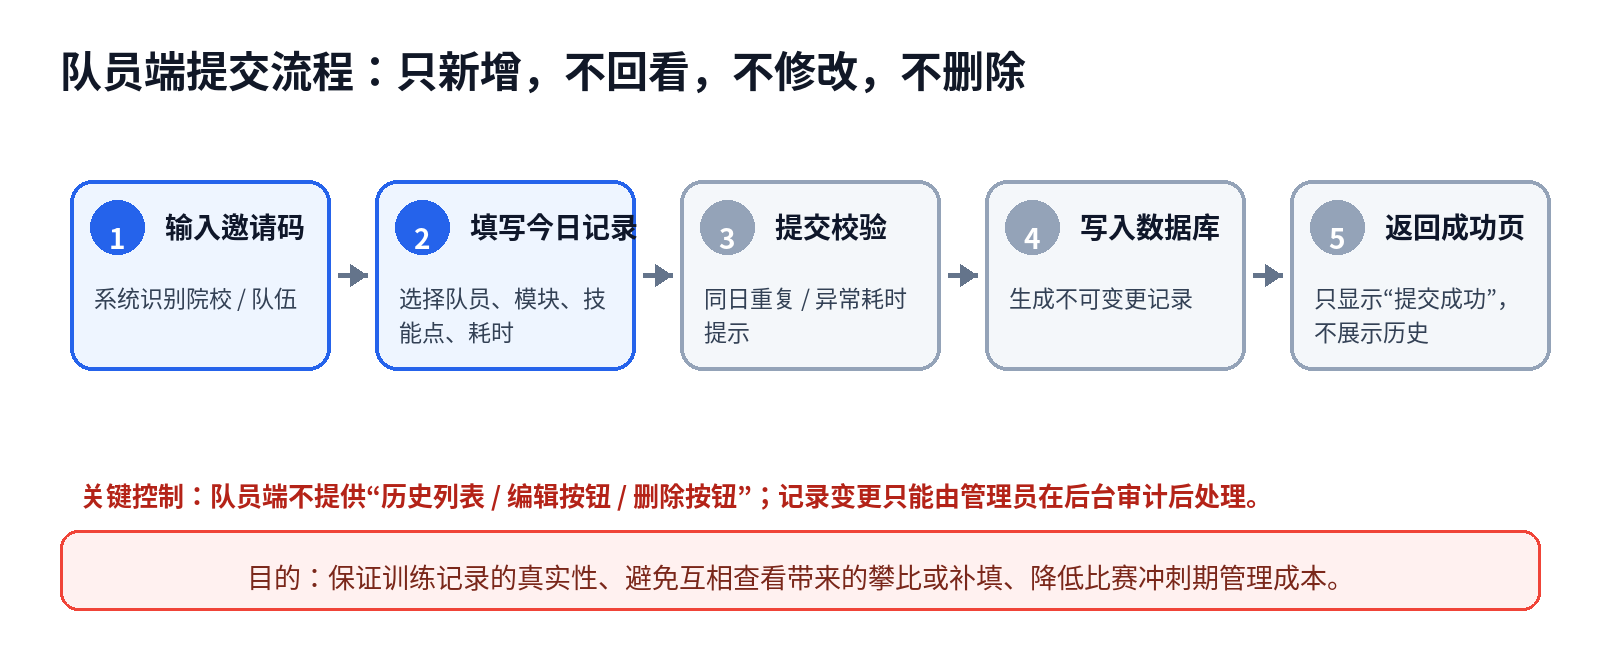 队员端提交流程：只新增，不回看，不修改，不删除
1
输入邀请码
系统识别院校 / 队伍
2
填写今日记录
选择队员、模块、技
能点、耗时
3
提交校验
同日重复 / 异常耗时
提示
4
写入数据库
生成不可变更记录
5
返回成功页
只显示“提交成功”，
不展示历史
关键控制：队员端不提供“历史列表 / 编辑按钮 / 删除按钮”；记录变更只能由管理员在后台审计后处理。
目的：保证训练记录的真实性、避免互相查看带来的攀比或补填、降低比赛冲刺期管理成本。